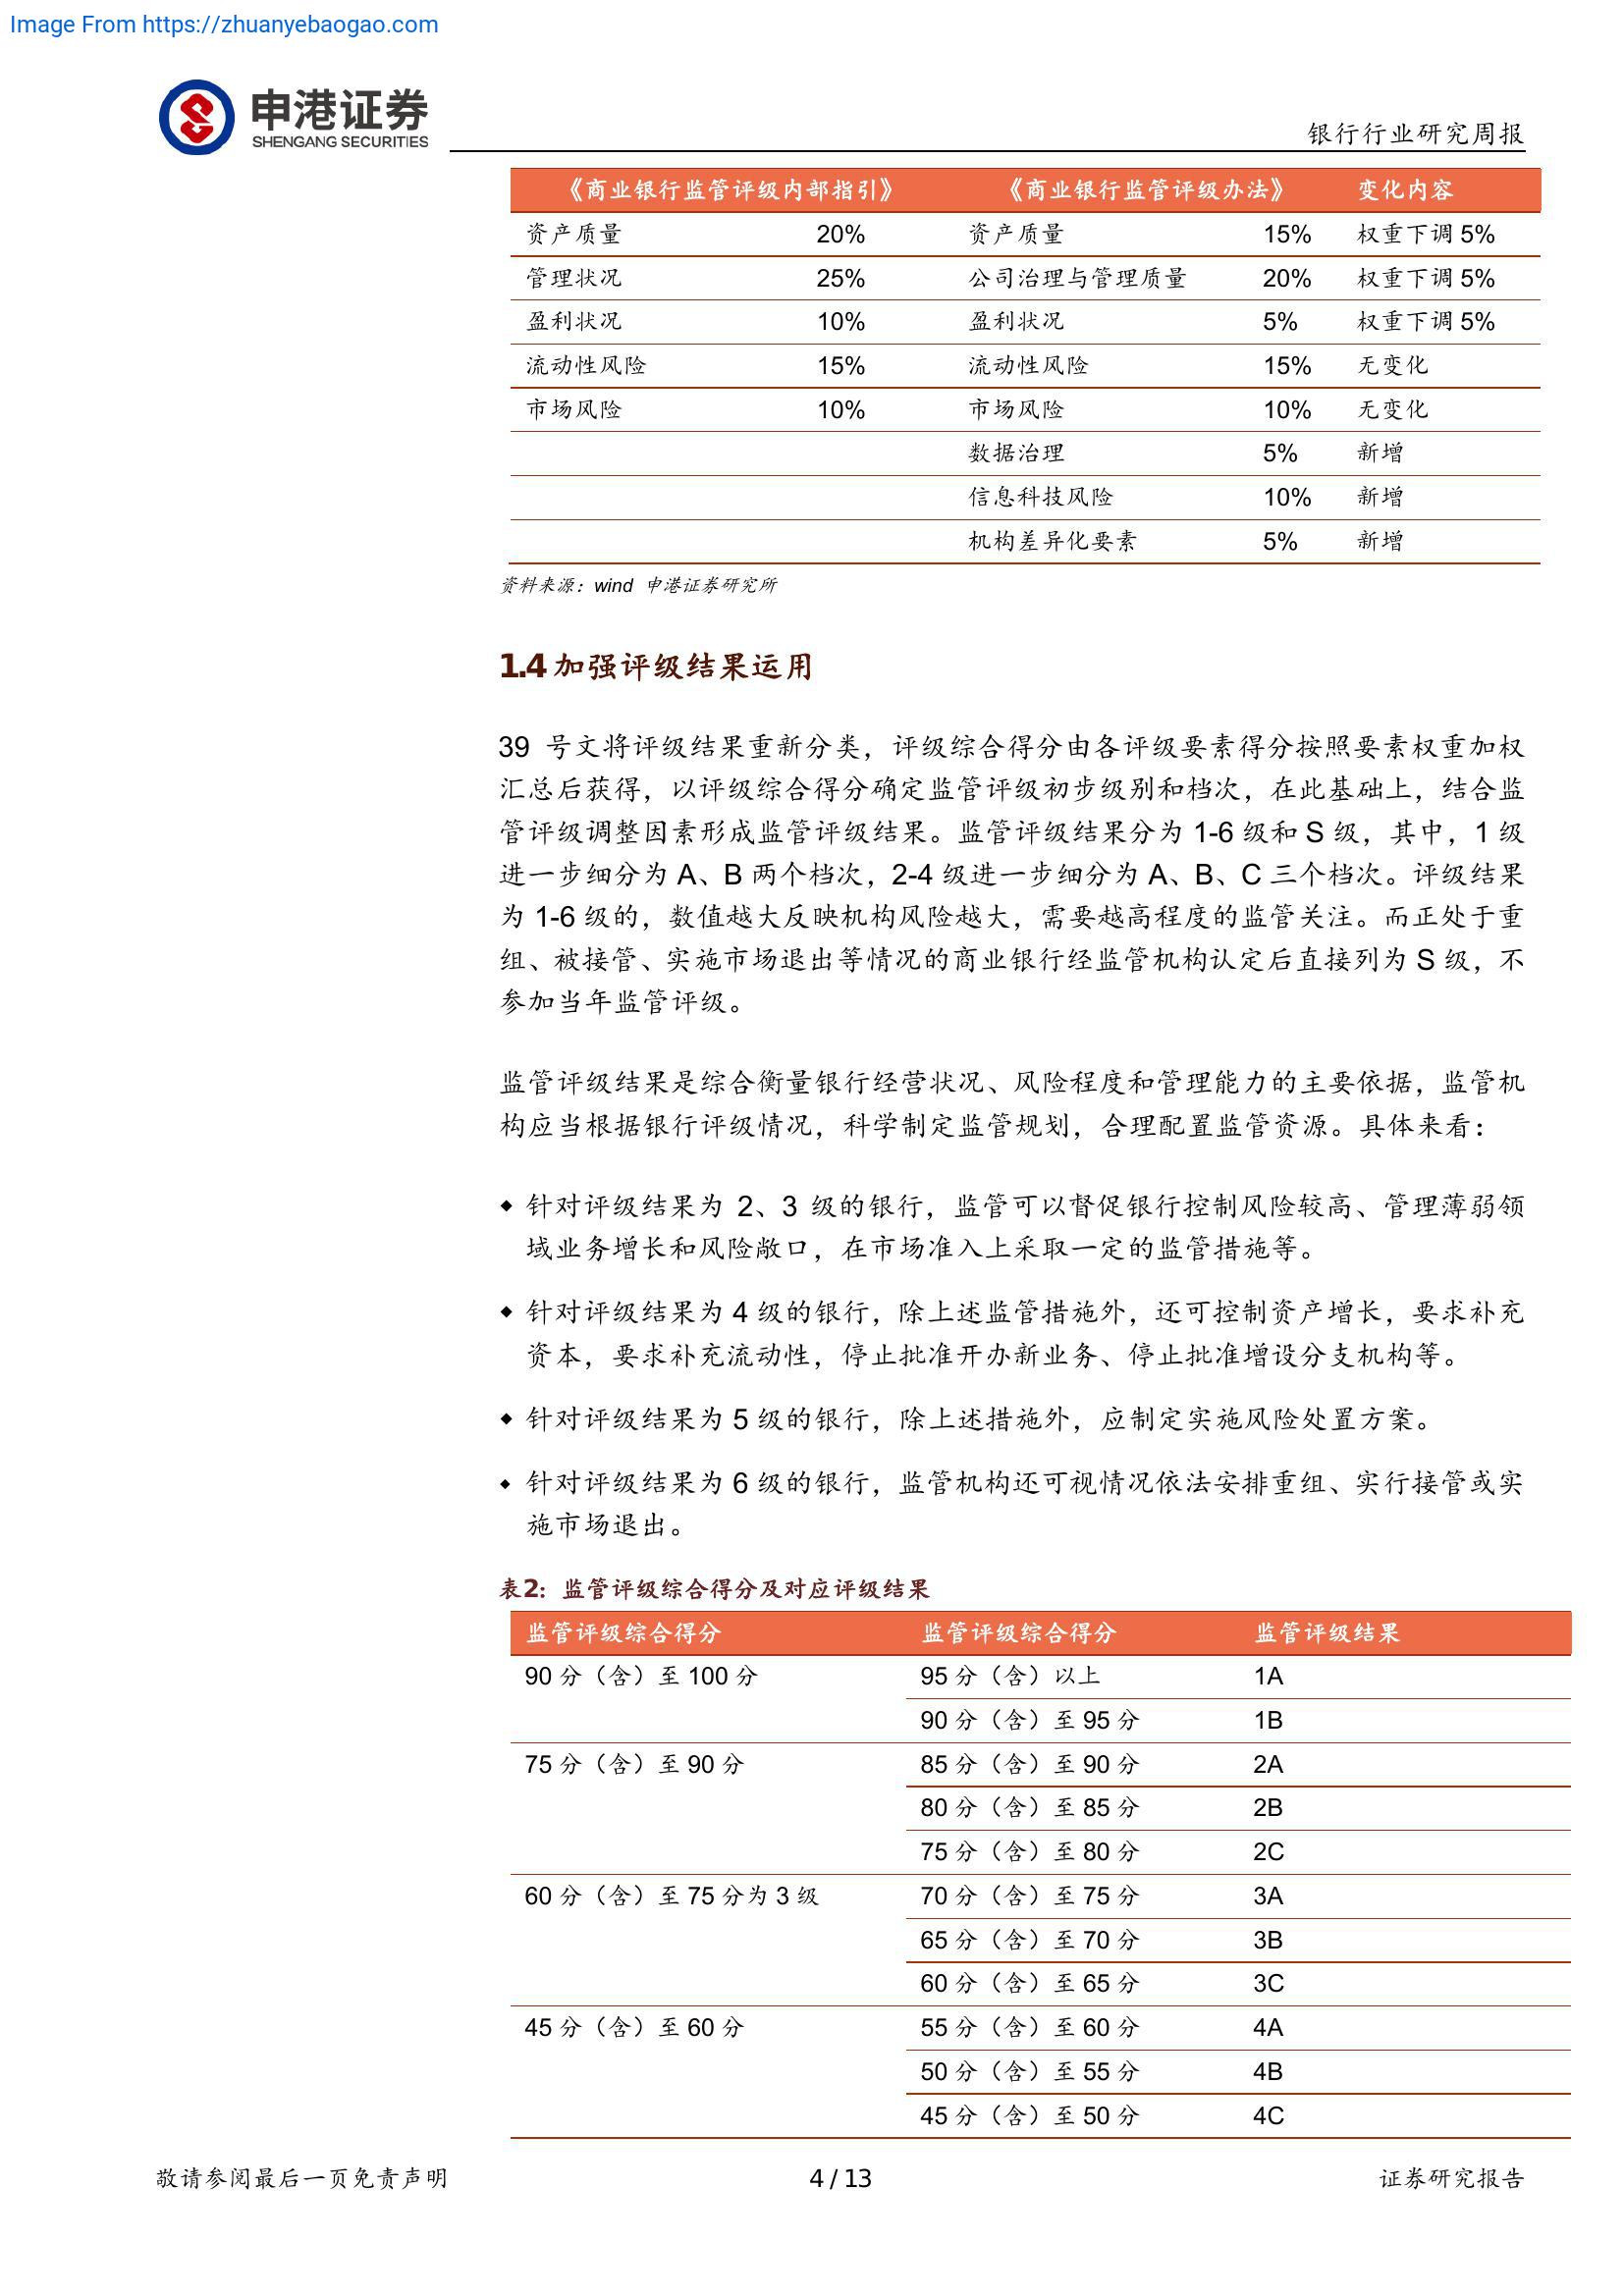 Image From https://zhuanyebaogao.com
申港证券
SHENGANG SECURITIES
银行行业研究周报
《商业银行监管评级内部指引》 《商业银行监管评级办法》 变化内容
资产质量 20% 资产质量 15% 权重下调 5%
管理状况 25% 公司治理与管理质量 20% 权重下调 5%
盈利状况 10% 盈利状况 5% 权重下调 5%
流动性风险 15% 流动性风险 15% 无变化
市场风险 10% 市场风险 10% 无变化
数据治理 5% 新增
信息科技风险 10% 新增
机构差异化要素 5% 新增
资料来源：wind 申港证券研究所
1.4 加强评级结果运用
39 号文将评级结果重新分类，评级综合得分由各评级要素得分按照要素权重加权
汇总后获得，以评级综合得分确定监管评级初步级别和档次，在此基础上，结合监
管评级调整因素形成监管评级结果。监管评级结果分为 1-6 级和 S 级，其中，1 级
进一步细分为 A、B 两个档次，2-4 级进一步细分为 A、B、C 三个档次。评级结果
为 1-6 级的，数值越大反映机构风险越大，需要越高程度的监管关注。而正处于重
组、被接管、实施市场退出等情况的商业银行经监管机构认定后直接列为 S 级，不
参加当年监管评级。
监管评级结果是综合衡量银行经营状况、风险程度和管理能力的主要依据，监管机
构应当根据银行评级情况，科学制定监管规划，合理配置监管资源。具体来看：
◆ 针对评级结果为 2、3 级的银行，监管可以督促银行控制风险较高、管理薄弱领
域业务增长和风险敞口，在市场准入上采取一定的监管措施等。
◆ 针对评级结果为 4 级的银行，除上述监管措施外，还可控制资产增长，要求补充
资本，要求补充流动性，停止批准开办新业务、停止批准增设分支机构等。
◆ 针对评级结果为 5 级的银行，除上述措施外，应制定实施风险处置方案。
◆ 针对评级结果为 6 级的银行，监管机构还可视情况依法安排重组、实行接管或实
施市场退出。
表2：监管评级综合得分及对应评级结果
监管评级综合得分 监管评级综合得分 监管评级结果
90 分（含）至 100 分 95 分（含）以上 1A
90 分（含）至 95 分 1B
75 分（含）至 90 分 85 分（含）至 90 分 2A
80 分（含）至 85 分 2B
75 分（含）至 80 分 2C
60 分（含）至 75 分为 3 级 70 分（含）至 75 分 3A
65 分（含）至 70 分 3B
60 分（含）至 65 分 3C
45 分（含）至 60 分 55 分（含）至 60 分 4A
50 分（含）至 55 分 4B
45 分（含）至 50 分 4C
敬请参阅最后一页免责声明 4 / 13 证券研究报告